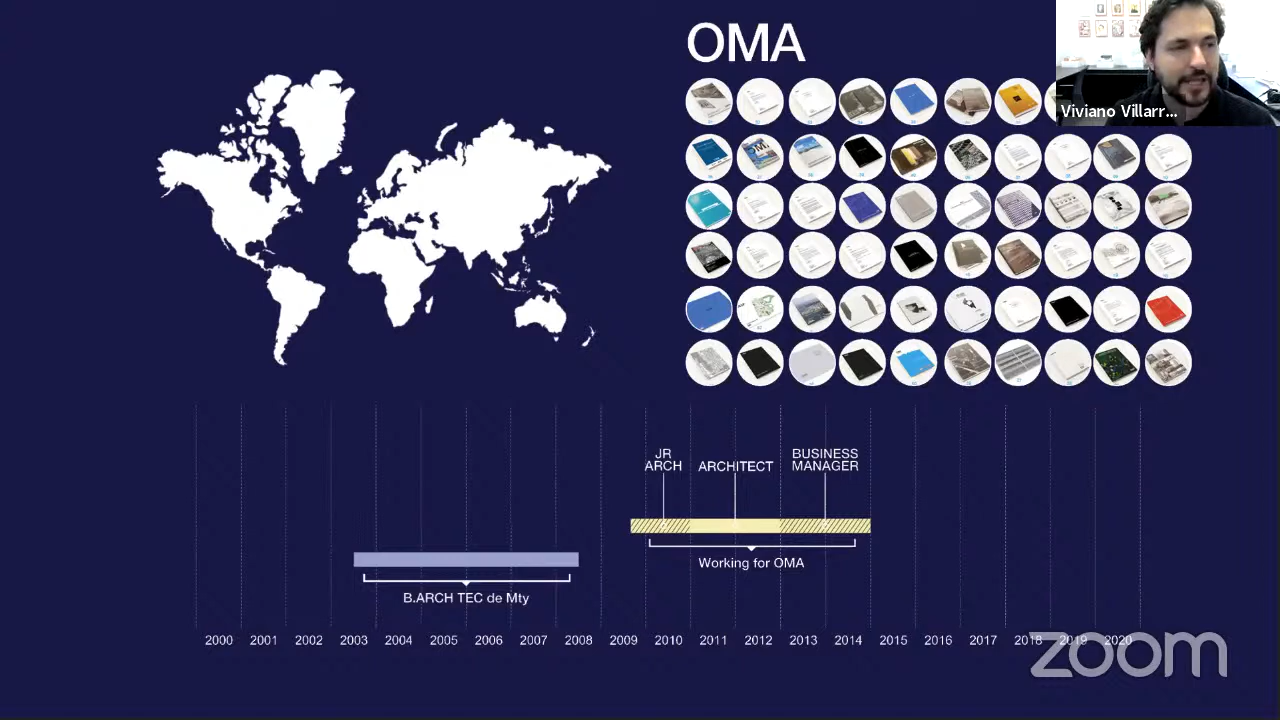 OMA
Viviano Villarr...
JR
ARCH
ARCHITECT
BUSINESS
MANAGER
Working for OMA
B.ARCH TEC de Mty
2000 2001 2002 2003 2004 2005 2006 2007 2008 2009 2010 2011 2012 2013 2014 2015 2016 2017 2018 2019 2020
zoom